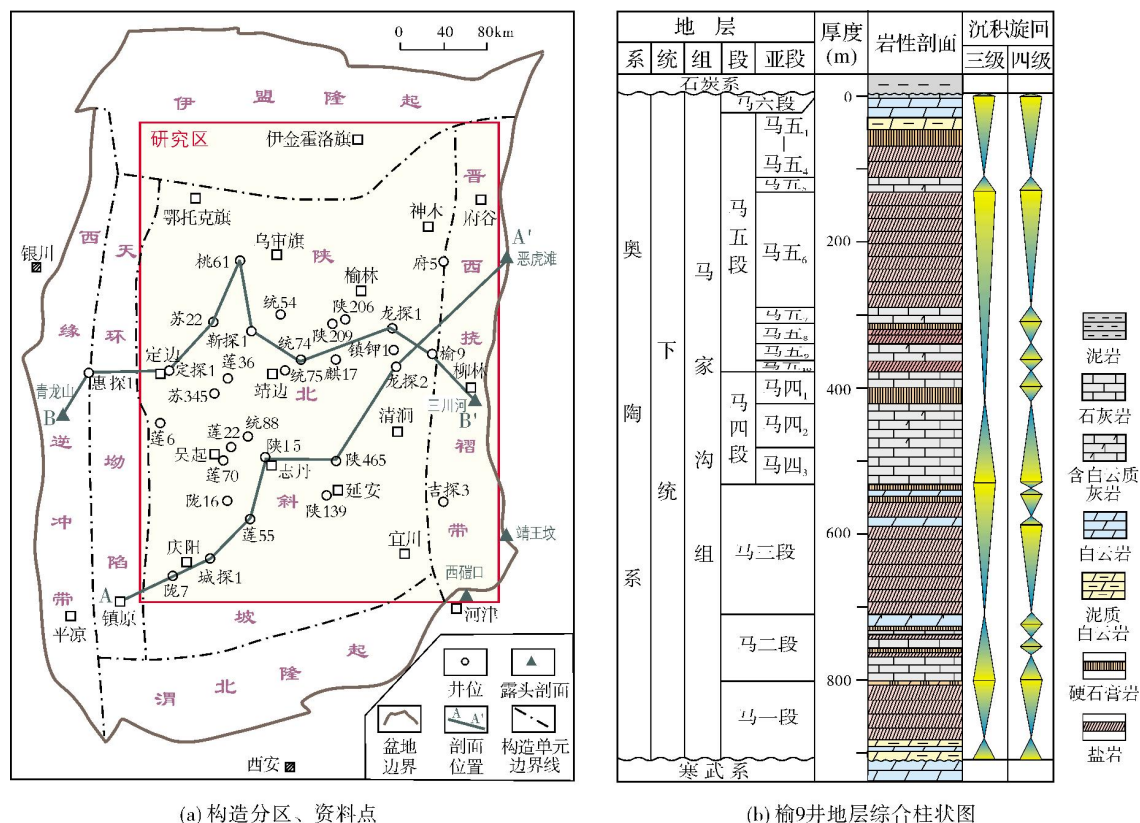 0 40 80km
伊盟隆起
研究区
伊金霍洛旗
晋西挠褶带
鄂托克旗
神木
府谷
西缘逆冲带
天环坳陷
银川
乌审旗
陕北斜坡
A'
恶虎滩
桃61
府5
榆林
统54
陕206
苏22
陕209
龙探1
靳探1
统74
镇钾1
榆9
定边
定探1
莲36
统75
麒17
龙探2
柳林
惠探1
青龙山
B
苏345
靖边
三川河
B'
清涧
莲6
莲22
统88
吴起
陕15
莲70
志丹
陕465
陇16
延安
陕139
吉探3
莲55
靖王坟
宜川
庆阳
城探1
西硙口
A
陇7
镇原
河津
平凉
渭北隆起
西安
井位
露头剖面
A A'
盆地边界
剖面位置
构造单元边界线
(a) 构造分区、资料点
地 层
厚度(m)
岩性剖面
沉积旋回
系
统
组
段
亚段
三级
四级
石炭系
奥陶系
下统
马家沟组
马六段
马五段
马五₁
|
马五₄
马五₅
马五₆
马五₇
马五₈
马五₉
马五₁₀
马四段
马四₁
马四₂
马四₃
马三段
马二段
马一段
寒武系
0
200
400
600
800
泥岩
石灰岩
含白云质灰岩
白云岩
泥质白云岩
硬石膏岩
盐岩
(b) 榆9井地层综合柱状图